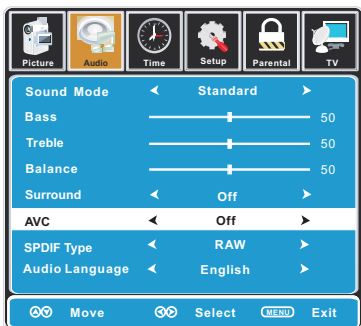 Picture Audio Time Setup Parental TV
Sound Mode Standard
Bass 50
Treble 50
Balance 50
Surround Off
AVC Off
SPDIF Type RAW
Audio Language English
Move Select MENU Exit